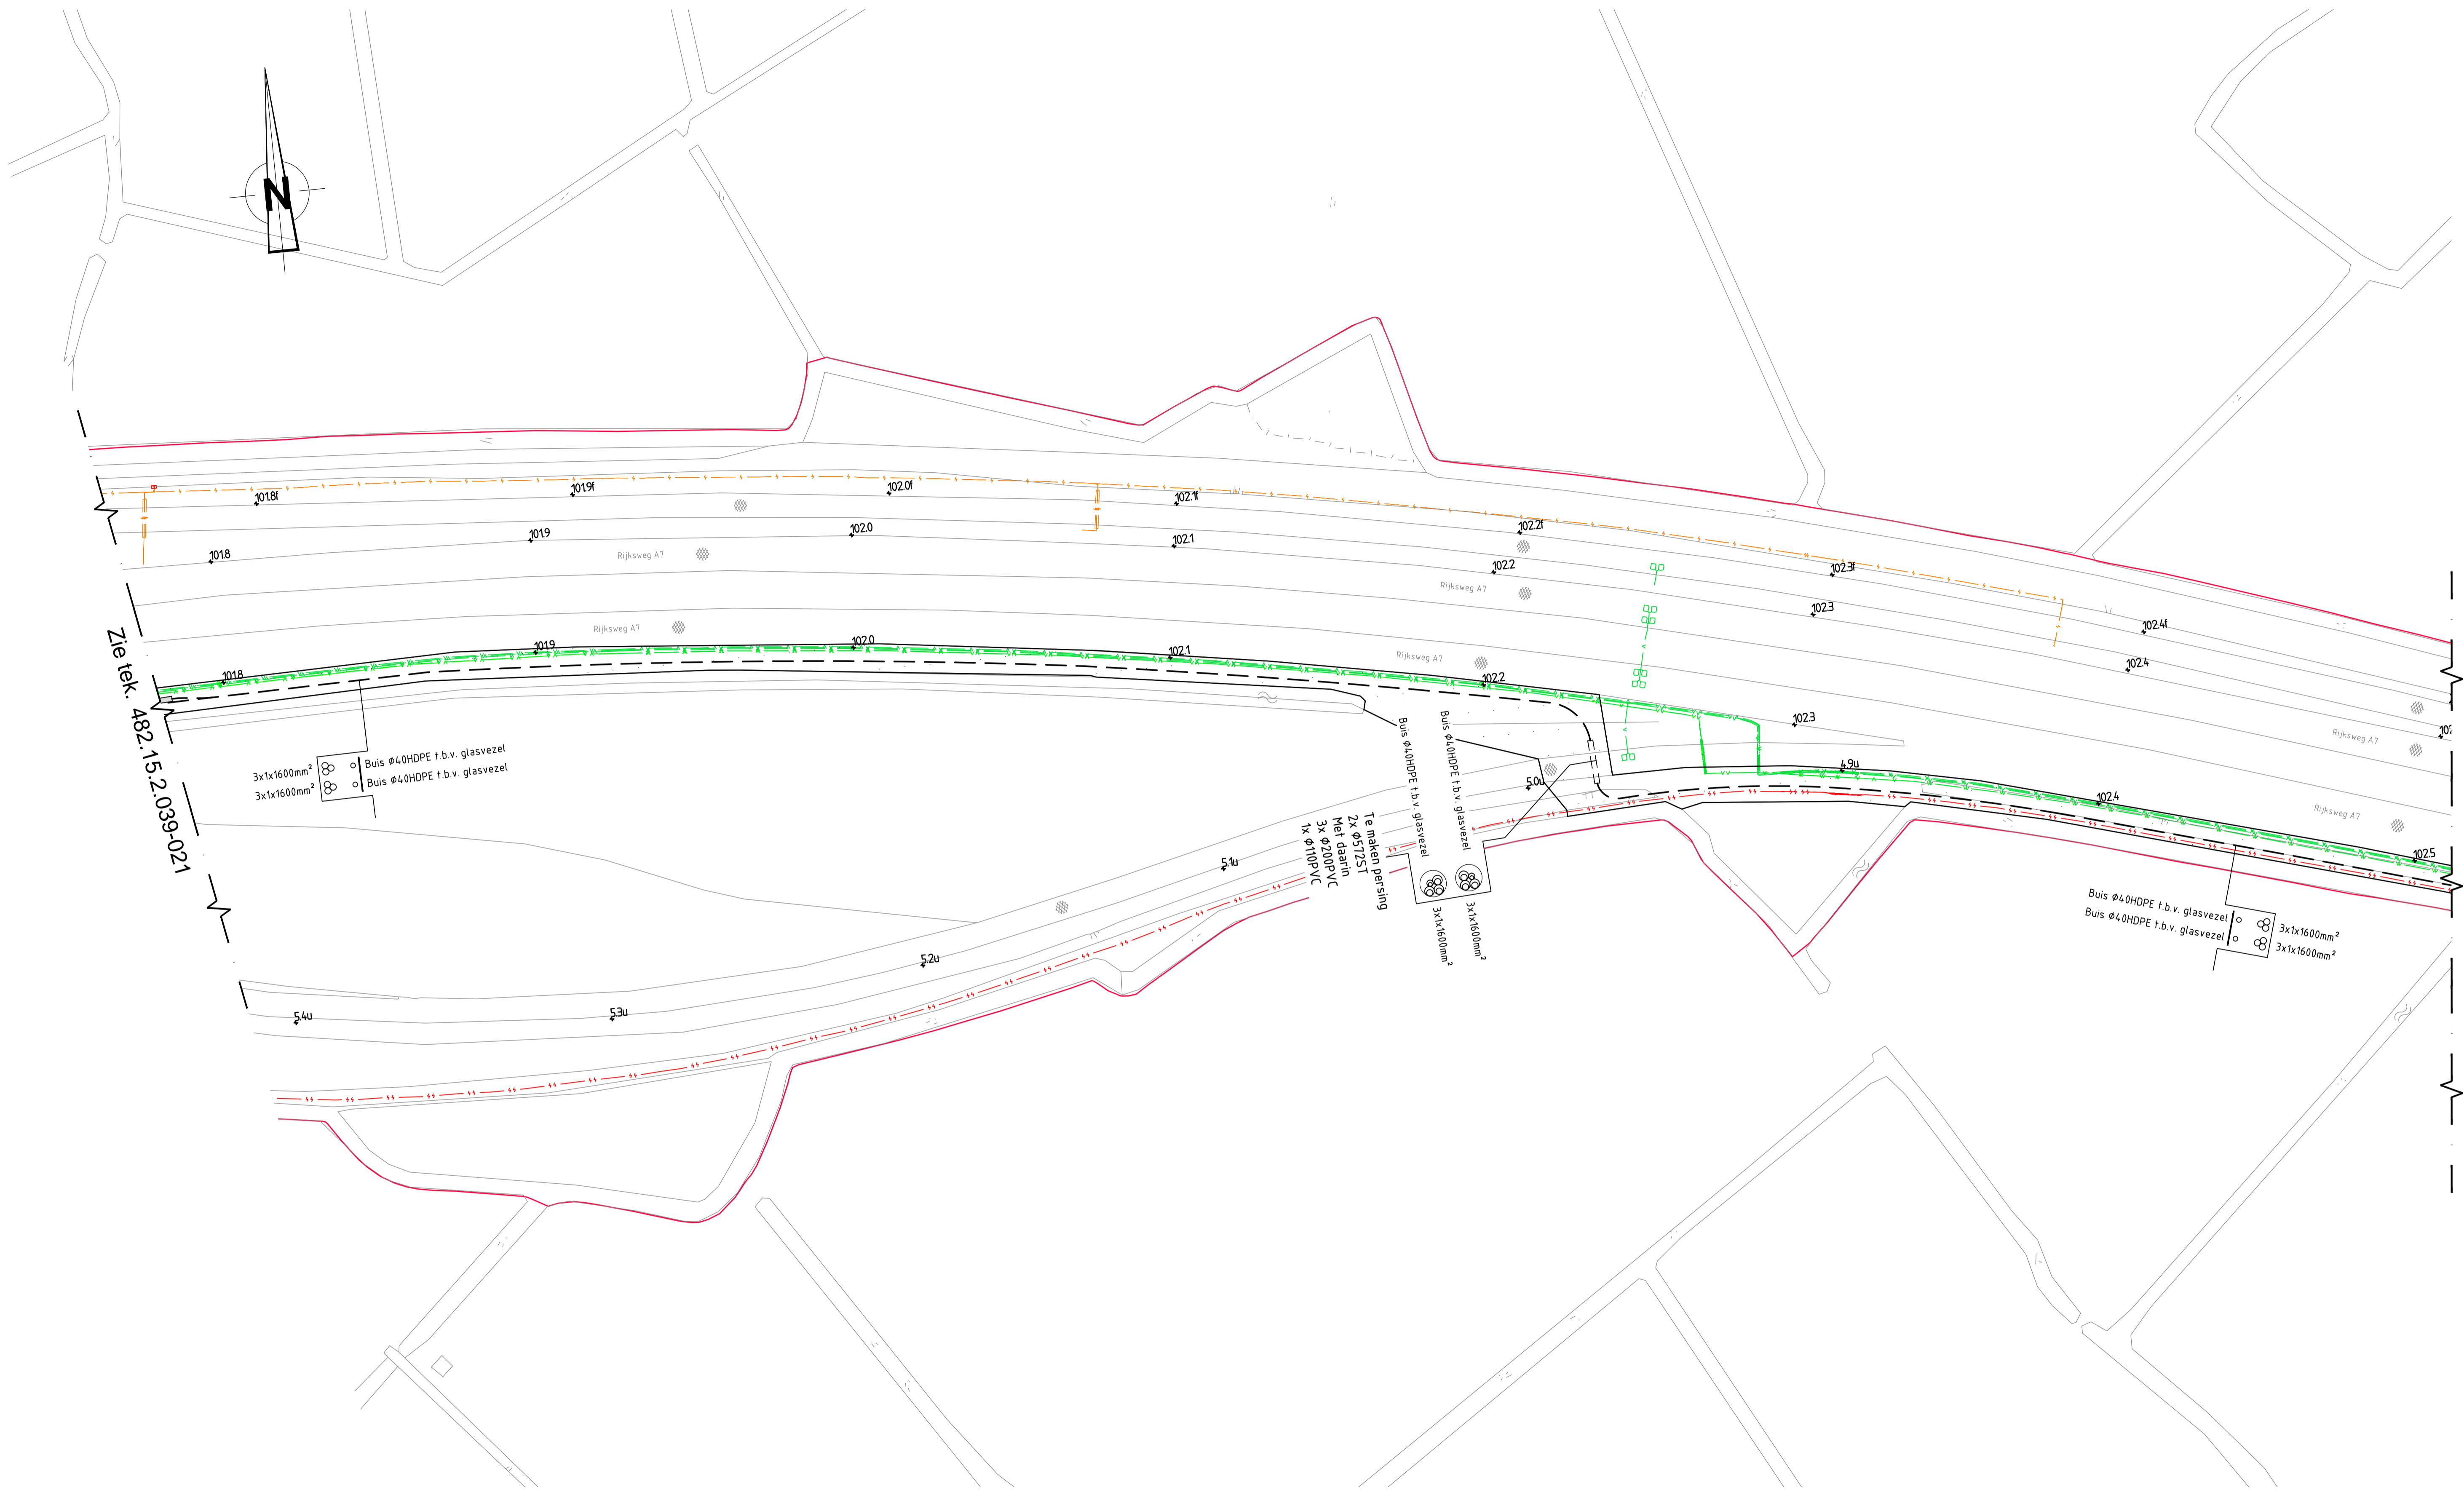 N
101.8f
101.9f
102.0f
102.1f
102.2f
102.3f
102.4f
101.8
101.9
102.0
102.1
102.2
102.3
102.4
Rijksweg A7
Rijksweg A7
Rijksweg A7
Rijksweg A7
Rijksweg A7
Rijksweg A7
101.8
101.9
102.0
102.1
102.2
102.3
102.4
102.5
4.9u
5.0u
5.1u
5.2u
5.3u
5.4u
Zie tek. 482.15.2.039-021
3x1x1600mm²
3x1x1600mm²
Buis Ø40HDPE t.b.v. glasvezel
Buis Ø40HDPE t.b.v. glasvezel
Te maken persing
2x Ø572ST
Met daarin
3x Ø200PVC
1x Ø110PVC
Buis Ø40HDPE t.b.v. glasvezel
Buis Ø40HDPE t.b.v. glasvezel
3x1x1600mm²
3x1x1600mm²
Buis Ø40HDPE t.b.v. glasvezel
Buis Ø40HDPE t.b.v. glasvezel
3x1x1600mm²
3x1x1600mm²